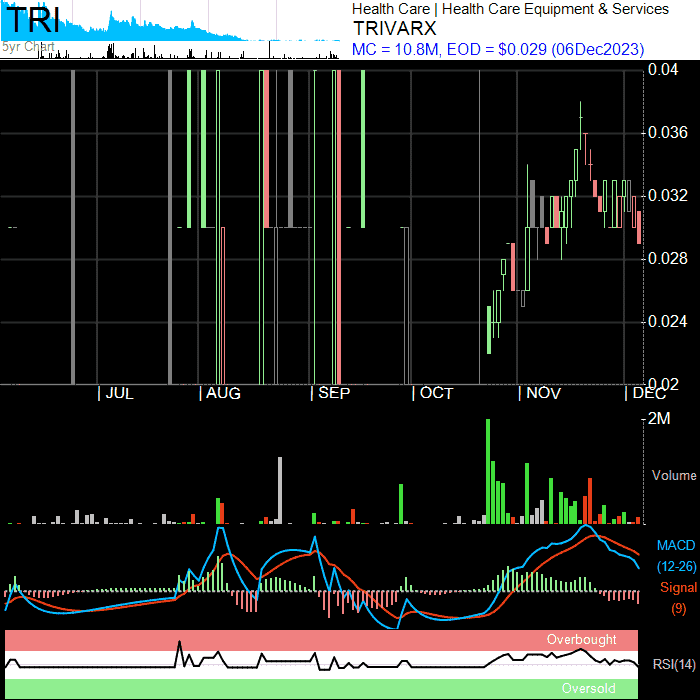 TRI
5yr Chart
Health Care | Health Care Equipment & Services
TRIVARX
MC = 10.8M, EOD = $0.029 (06Dec2023)
0.04
0.036
0.032
0.028
0.024
0.02
| JUL | AUG | SEP | OCT | NOV | DEC
2M
Volume
MACD
(12-26)
Signal
(9)
Overbought
RSI(14)
Oversold